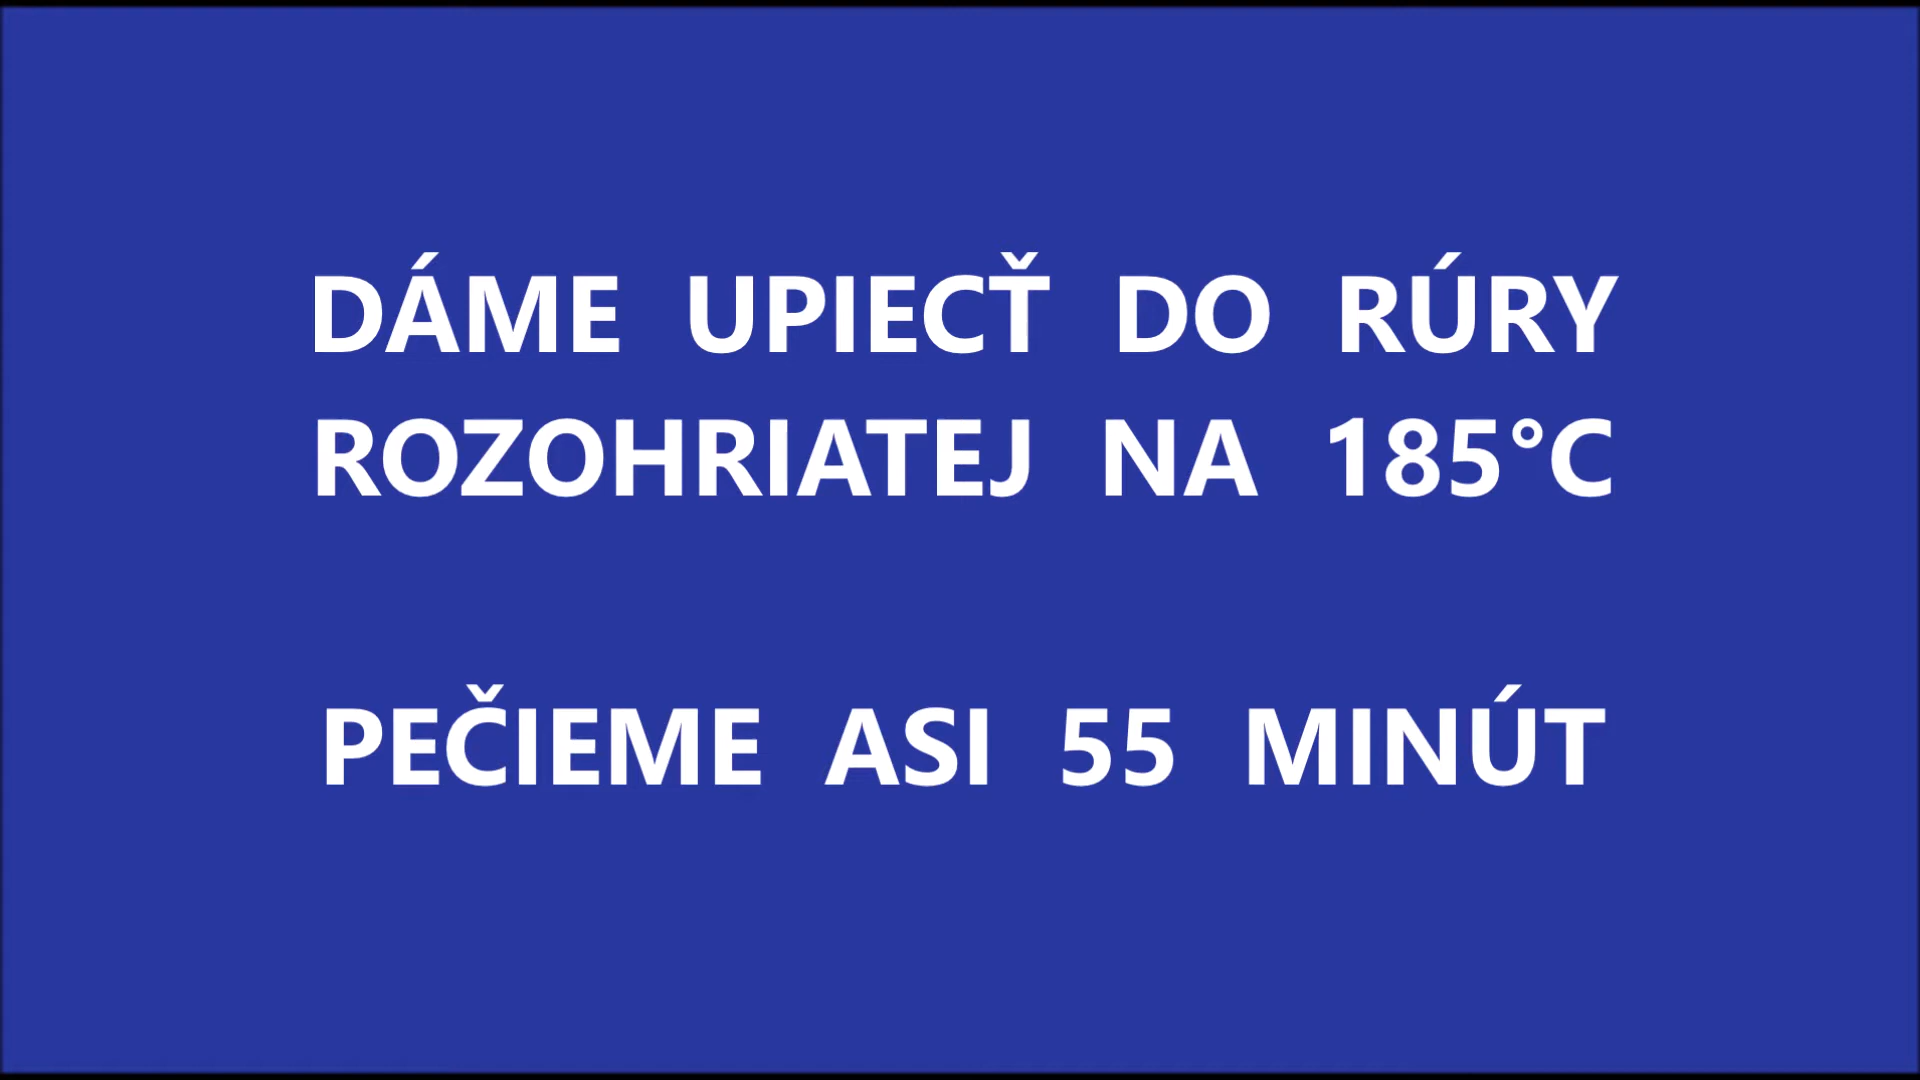 DÁME UPIECŤ DO RÚRY
ROZOHRIATEJ NA 185°C
PEČIEME ASI 55 MINÚT